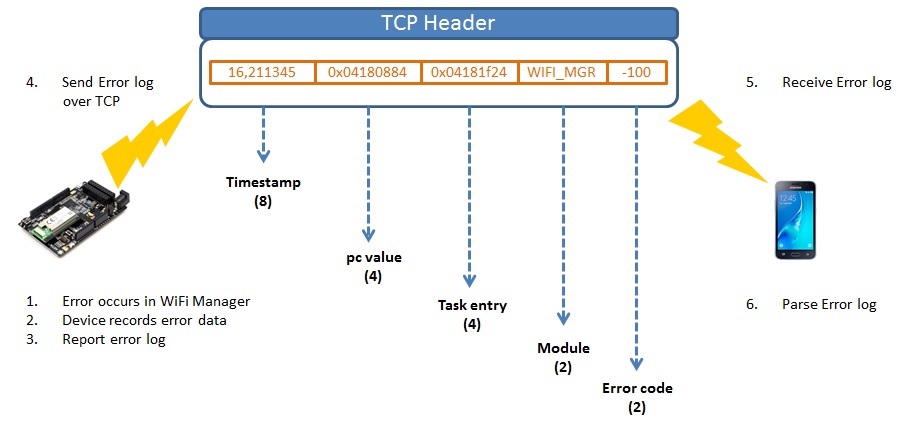 TCP Header
16,211345 0x04180884 0x04181f24 WIFI_MGR -100
4. Send Error log
over TCP
5. Receive Error log
Timestamp
(8)
pc value
(4)
Task entry
(4)
Module
(2)
Error code
(2)
12:45
1. Error occurs in WiFi Manager
2. Device records error data
3. Report error log
6. Parse Error log